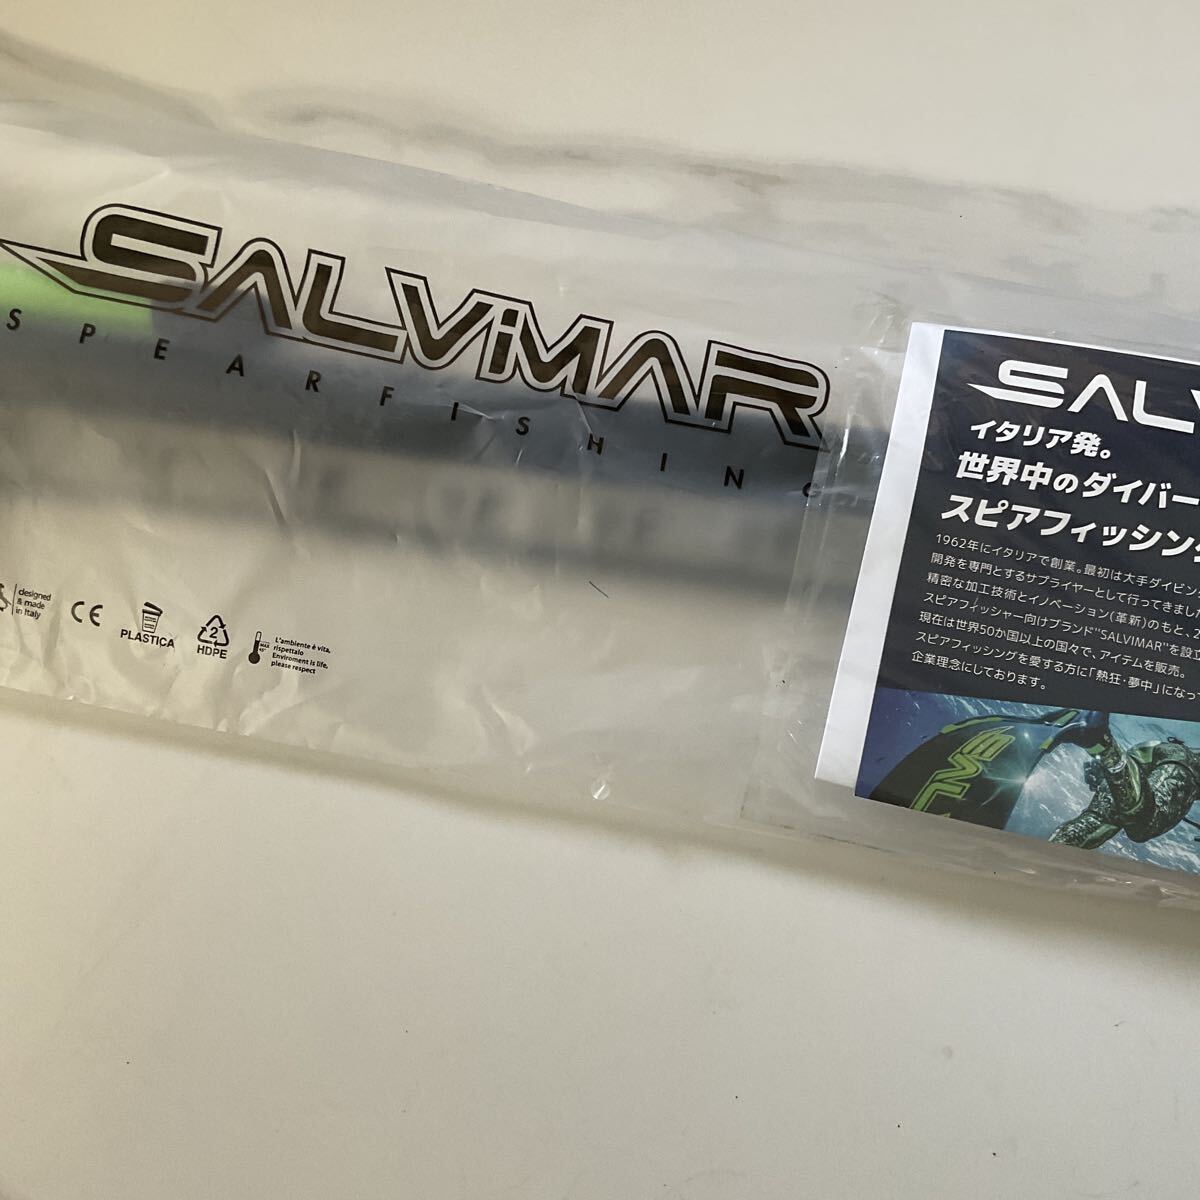 SALViMAR
SPEARFISHING
designed
& made
in Italy
CE
PLASTICA
2
HDPE
MAX
L'ambiente è vita,
rispettalo
Enviroment is life,
please respect
SALV
イタリア発。
世界中のダイバー
スピアフィッシング
1962年にイタリアで創業。最初は大手ダイビン
開発を専門とするサプライヤーとして行ってきまし
精密な加工技術とイノベーション(革新)のもと、2
スピアフィッシャー向けブランド"SALVIMAR"を設立
現在は世界50か国以上の国々で、アイテムを販売。
スピアフィッシングを愛する方に「熱狂・夢中」になっ
企業理念にしております。